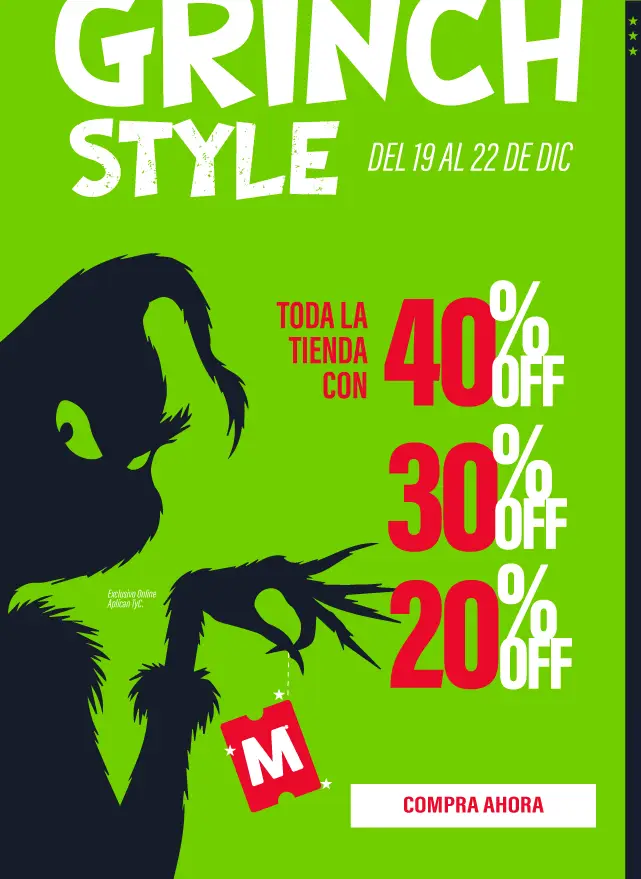 GRINCH
STYLE
DEL 19 AL 22 DE DIC
TODA LA
TIENDA
CON
40%
OFF
30%
OFF
20%
OFF
Exclusivo Online
Aplican TyC.
M
COMPRA AHORA